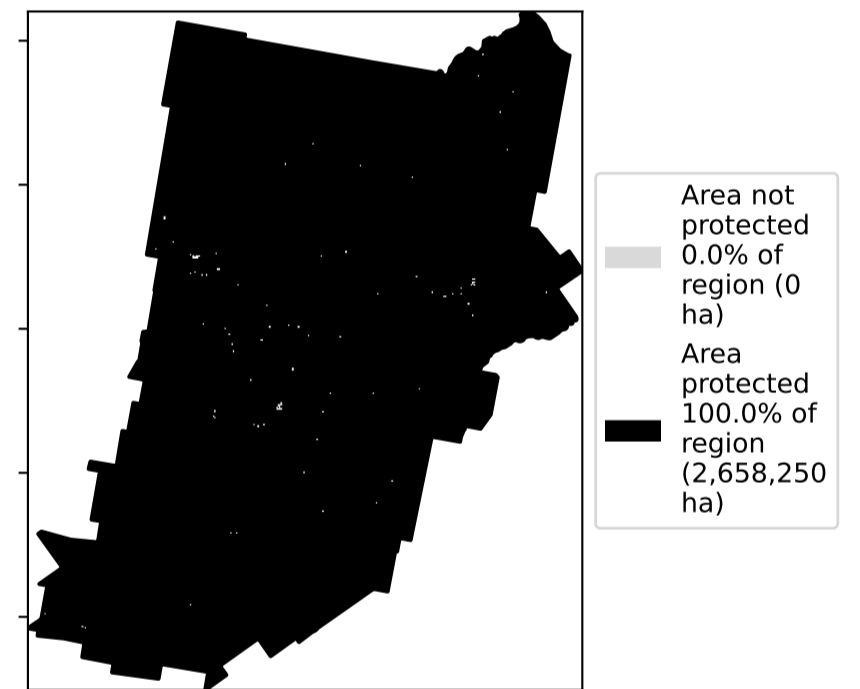 Area not
protected
0.0% of
region (0
ha)
Area
protected
100.0% of
region
(2,658,250
ha)